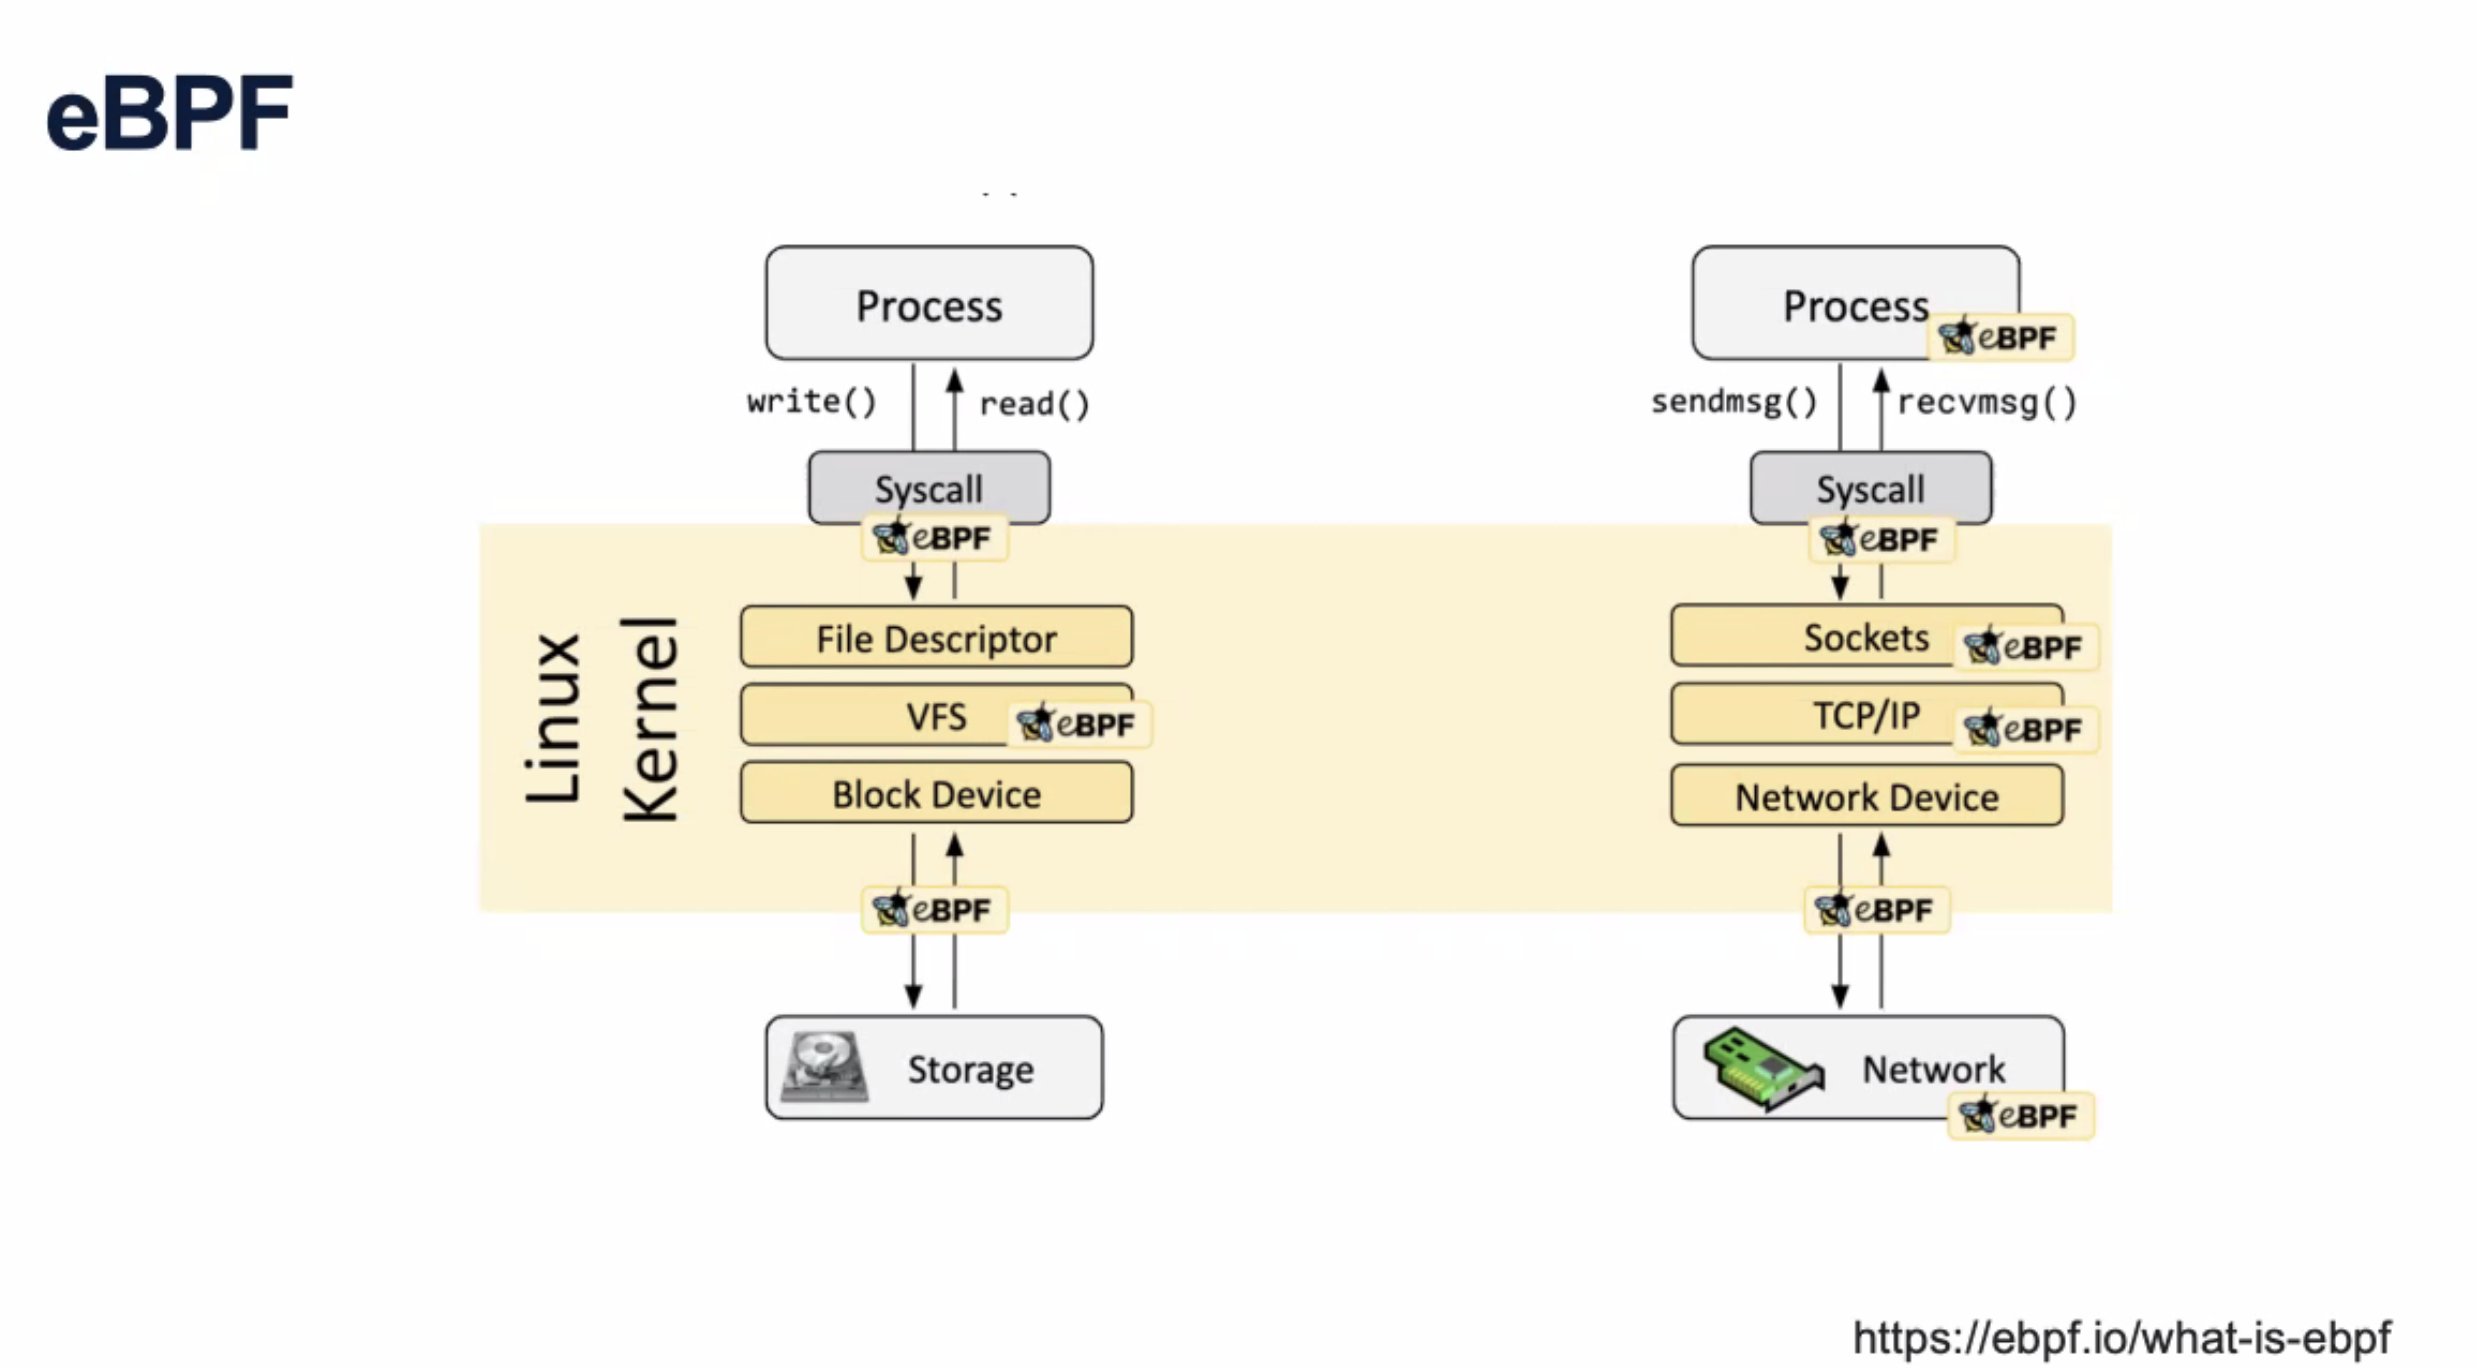 eBPF
Process
write()
read()
Syscall
eBPF
Linux
Kernel
File Descriptor
VFS
eBPF
Block Device
eBPF
Storage
Process
eBPF
sendmsg()
recvmsg()
Syscall
eBPF
Sockets
eBPF
TCP/IP
eBPF
Network Device
eBPF
Network
eBPF
https://ebpf.io/what-is-ebpf